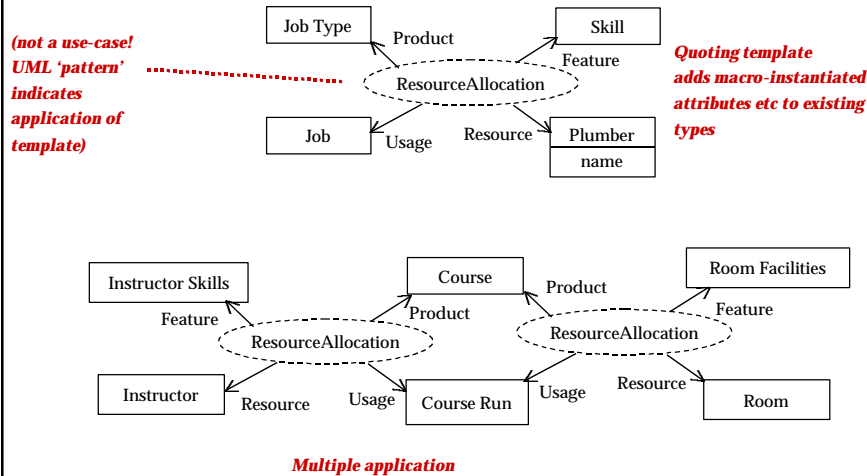 (not a use-case!
UML ‘pattern’
indicates
application of
template)
Job Type
Product
Skill
Feature
ResourceAllocation
Quoting template
adds macro-instantiated
attributes etc to existing
types
Job
Usage
Resource
Plumber
name
Instructor Skills
Feature
Course
Product
Product
Room Facilities
Feature
ResourceAllocation
ResourceAllocation
Instructor
Resource
Usage
Course Run
Usage
Resource
Room
Multiple application